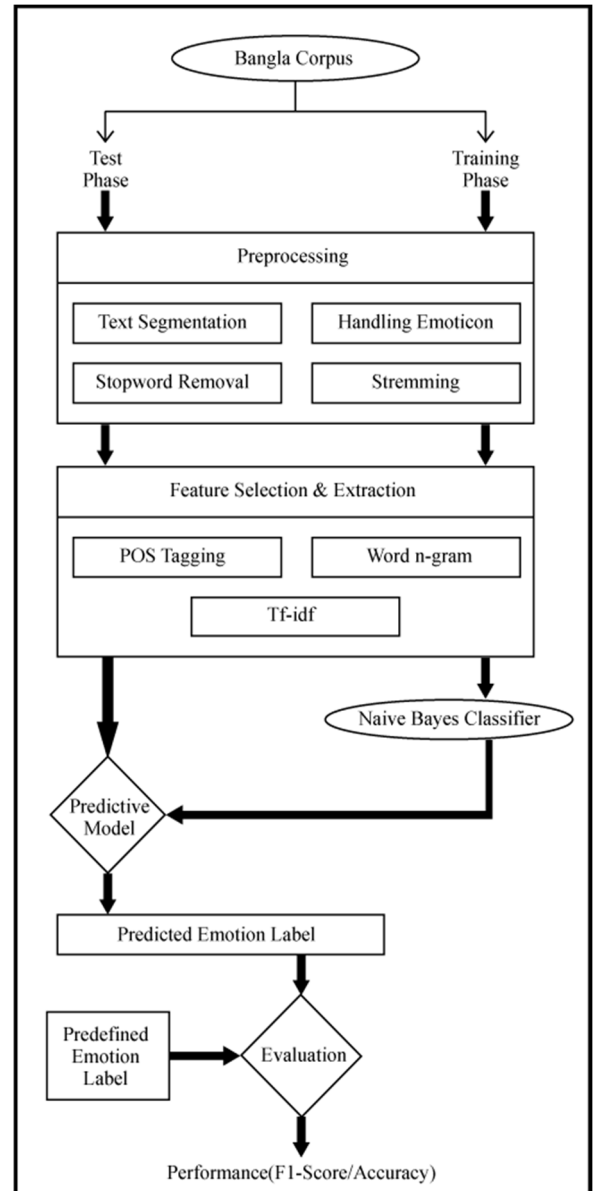 Bangla Corpus
Test
Phase
Training
Phase
Preprocessing
Text Segmentation
Handling Emoticon
Stopword Removal
Stremming
Feature Selection & Extraction
POS Tagging
Word n-gram
Tf-idf
Naive Bayes Classifier
Predictive
Model
Predicted Emotion Label
Predefined
Emotion
Label
Evaluation
Performance(F1-Score/Accuracy)